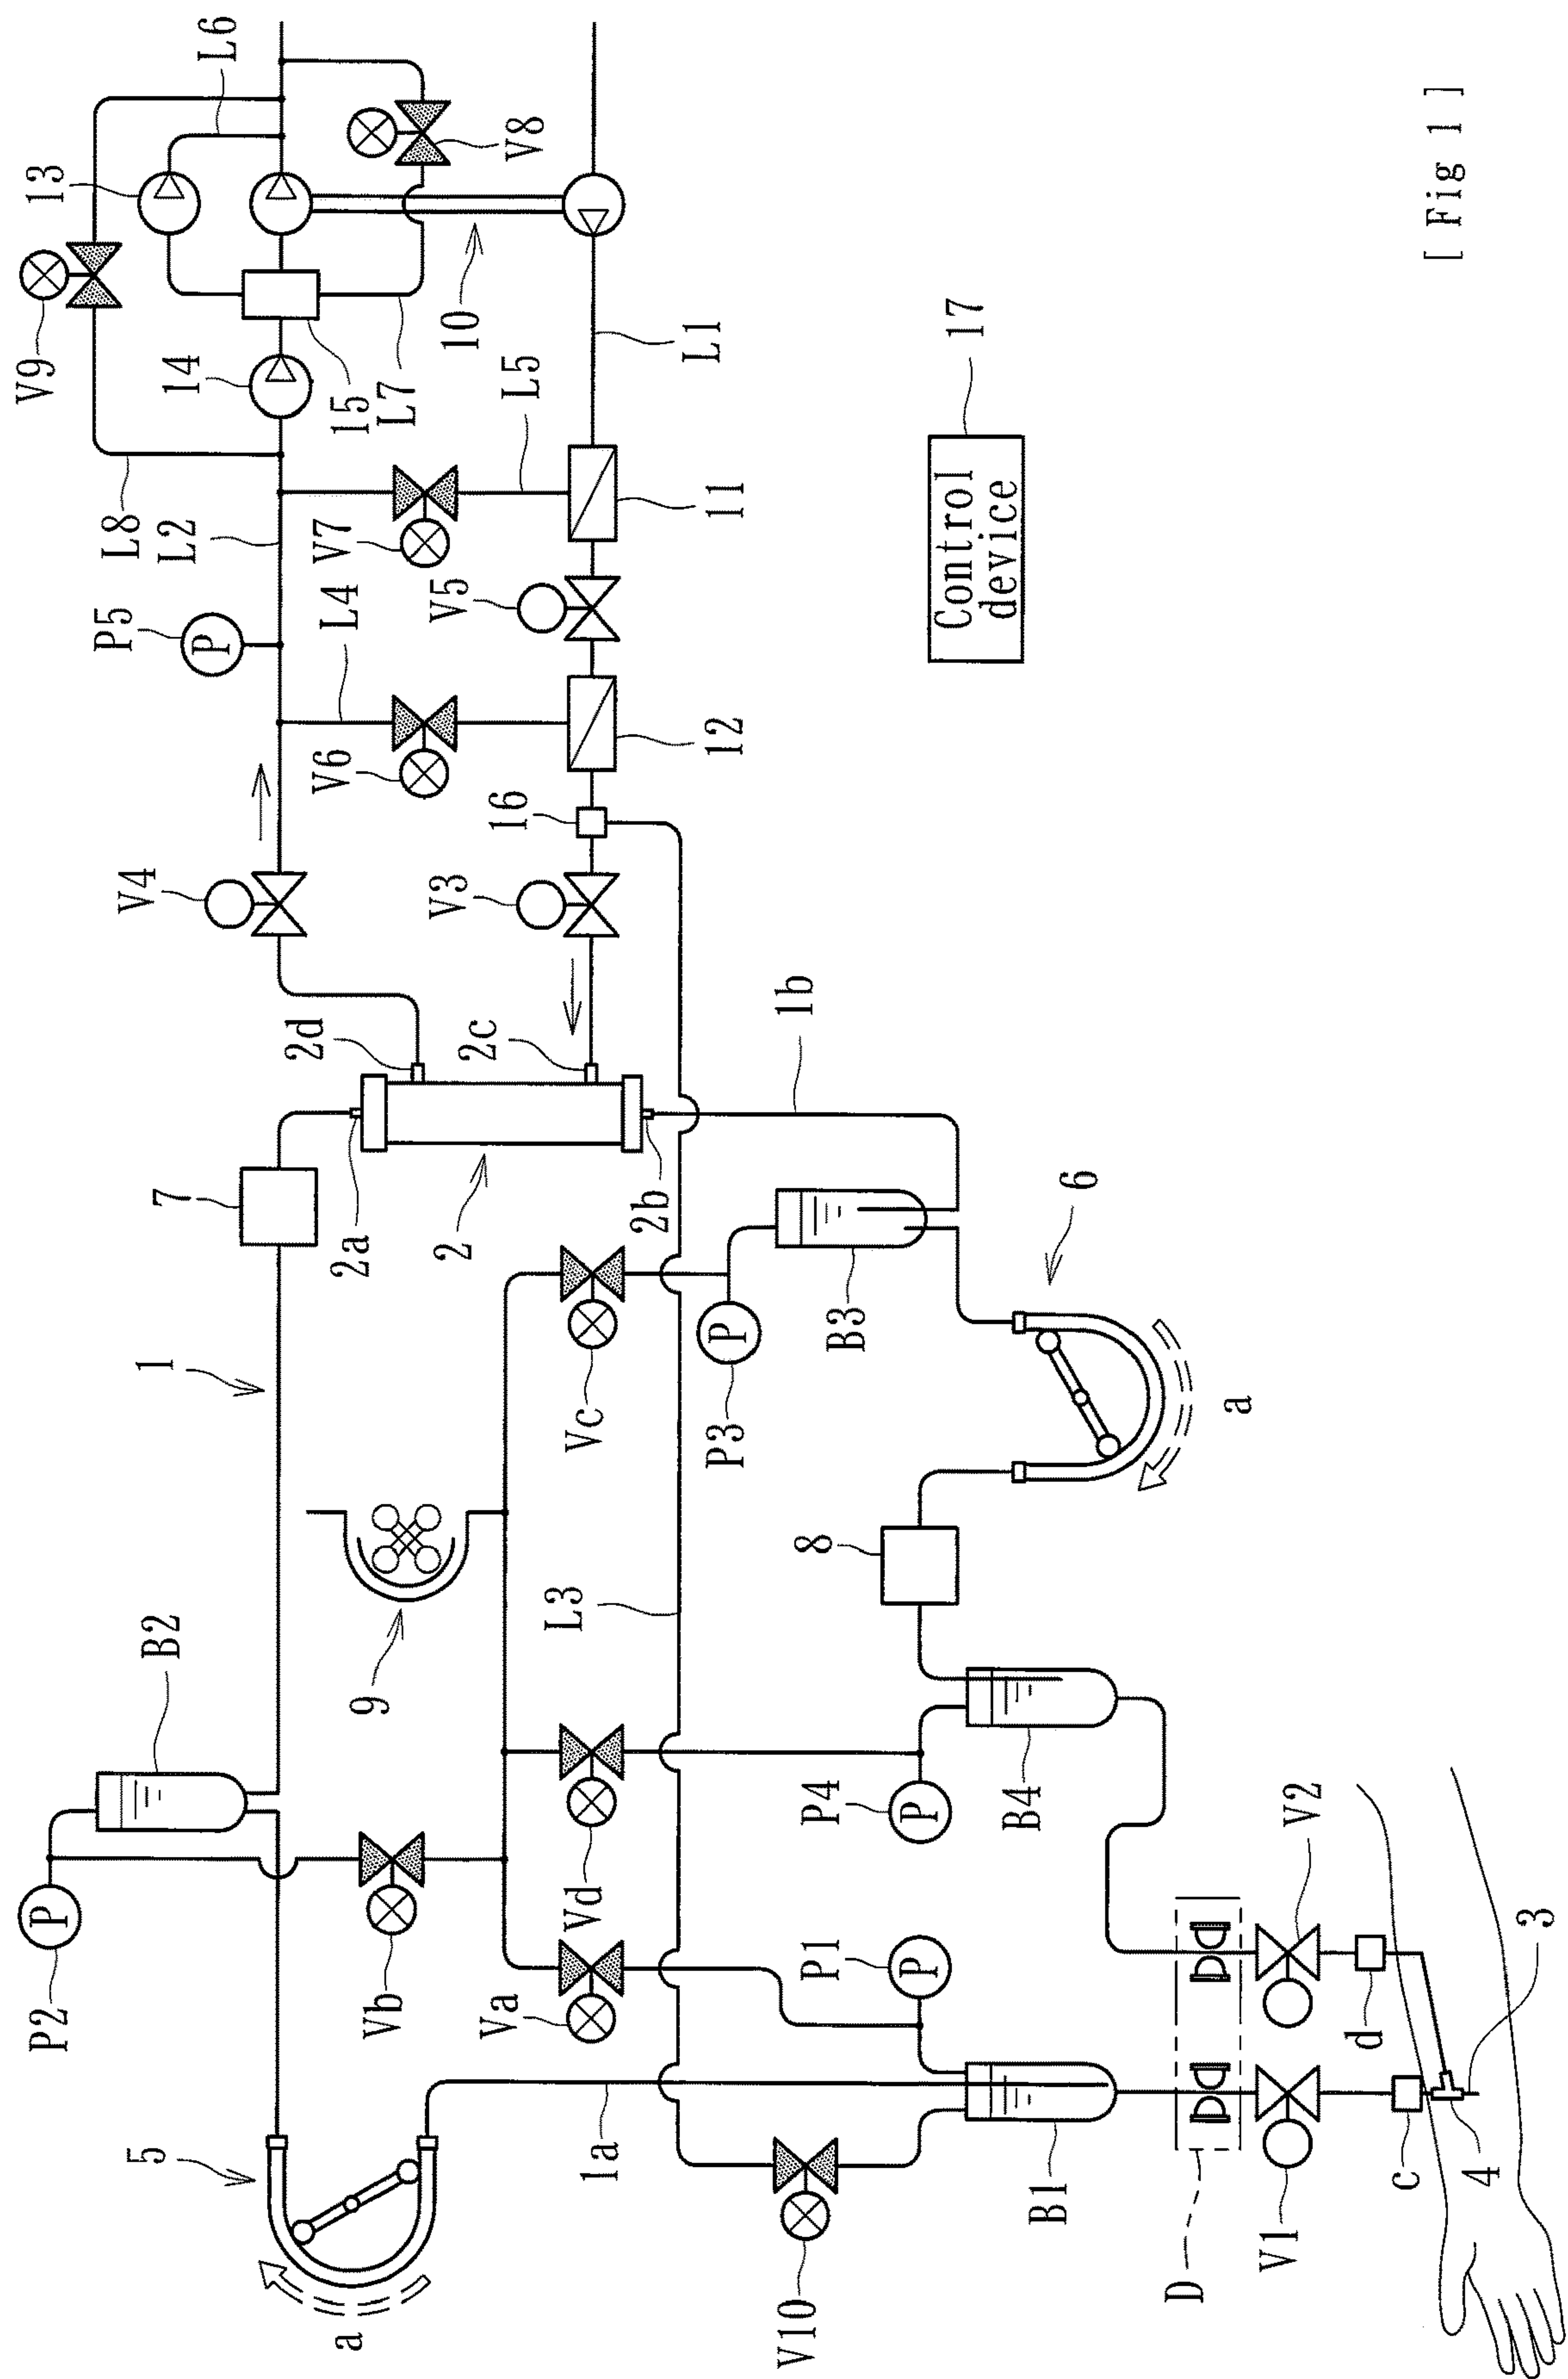 P2
P
V9
13
5
B2
1
7
V4
P5
P
L8
L2
14
L6
a
Vb
9
2a
2d
V6
L4
V7
15
L7
V8
Va
Vd
Vc
2
2c
V3
16
V5
10
L5
1a
L3
2b
12
11
L1
V10
P1
P
P4
P
P3
P
8
B3
1b
B1
B4
6
Control
device
17
D
a
V1
V2
c
d
4
3
[ Fig 1 ]